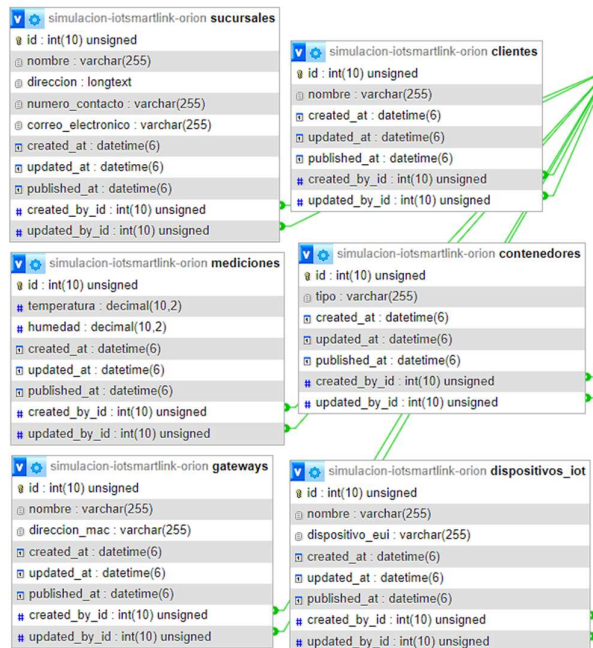 simulacion-iotsmartlink-orion sucursales
id : int(10) unsigned
nombre : varchar(255)
direccion : longtext
numero_contacto : varchar(255)
correo_electronico : varchar(255)
created_at : datetime(6)
updated_at : datetime(6)
published_at : datetime(6)
# created_by_id : int(10) unsigned
# updated_by_id : int(10) unsigned
simulacion-iotsmartlink-orion clientes
id : int(10) unsigned
nombre : varchar(255)
created_at : datetime(6)
updated_at : datetime(6)
published_at : datetime(6)
# created_by_id : int(10) unsigned
# updated_by_id : int(10) unsigned
simulacion-iotsmartlink-orion mediciones
id : int(10) unsigned
# temperatura : decimal(10,2)
# humedad : decimal(10,2)
created_at : datetime(6)
updated_at : datetime(6)
published_at : datetime(6)
# created_by_id : int(10) unsigned
# updated_by_id : int(10) unsigned
simulacion-iotsmartlink-orion contenedores
id : int(10) unsigned
tipo : varchar(255)
created_at : datetime(6)
updated_at : datetime(6)
published_at : datetime(6)
# created_by_id : int(10) unsigned
# updated_by_id : int(10) unsigned
simulacion-iotsmartlink-orion gateways
id : int(10) unsigned
nombre : varchar(255)
direccion_mac : varchar(255)
created_at : datetime(6)
updated_at : datetime(6)
published_at : datetime(6)
# created_by_id : int(10) unsigned
# updated_by_id : int(10) unsigned
simulacion-iotsmartlink-orion dispositivos_iot
id : int(10) unsigned
nombre : varchar(255)
dispositivo_eui : varchar(255)
created_at : datetime(6)
updated_at : datetime(6)
published_at : datetime(6)
# created_by_id : int(10) unsigned
# updated_by_id : int(10) unsigned